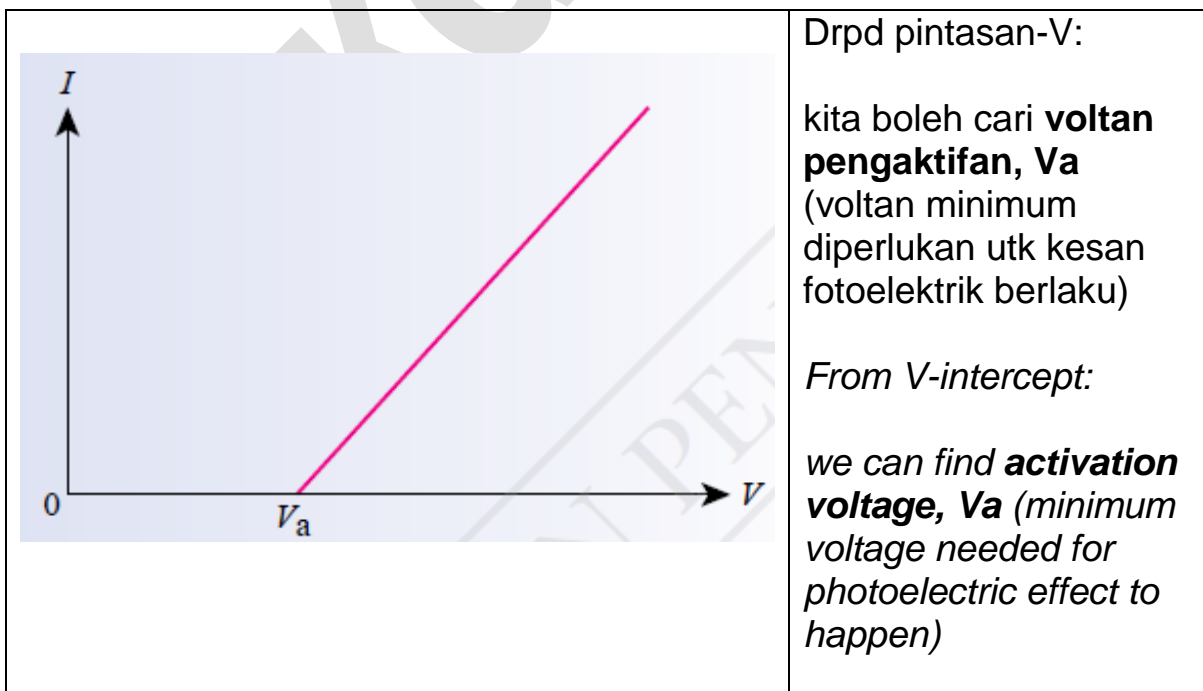 I
0
Va
V
Drpd pintasan-V:
kita boleh cari voltan
pengaktifan, Va
(voltan minimum
diperlukan utk kesan
fotoelektrik berlaku)
From V-intercept:
we can find activation
voltage, Va (minimum
voltage needed for
photoelectric effect to
happen)